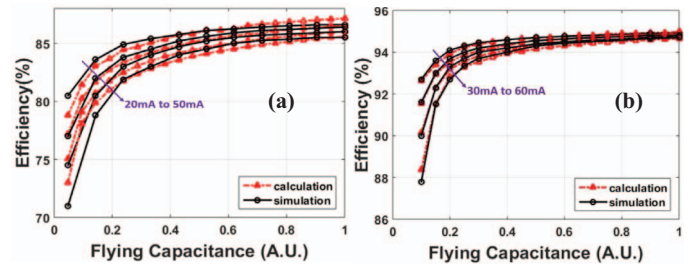 85
80
75
70
Efficiency(%)
0
0.2
0.4
0.6
0.8
1
Flying Capacitance (A.U.)
20mA to 50mA
(a)
calculation
simulation
96
94
92
90
88
86
Efficiency (%)
0
0.2
0.4
0.6
0.8
1
Flying Capacitance (A.U.)
30mA to 60mA
(b)
calculation
simulation